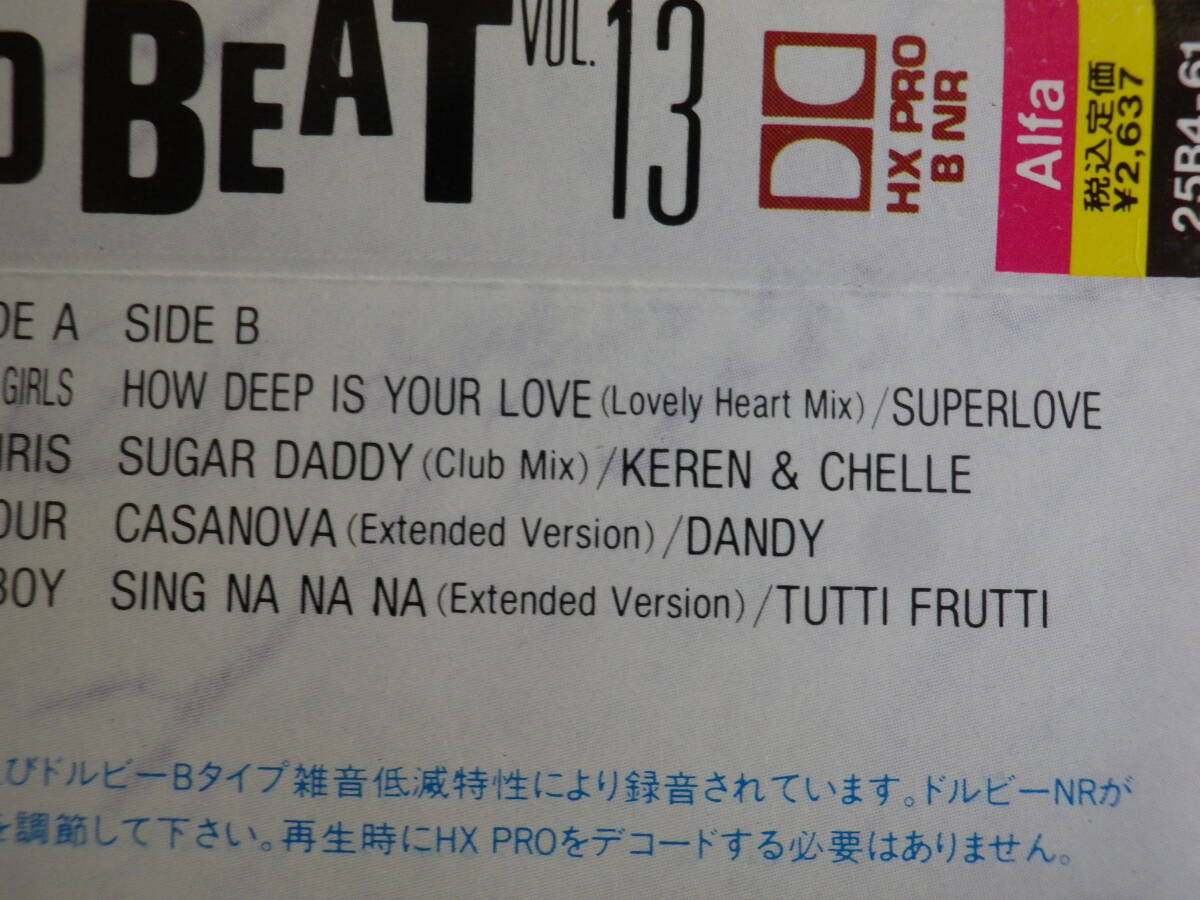 D BEAT VOL. 13
HX PRO
B NR
Alfa
税込定価
¥2,637
25B4-61
DE A SIDE B
GIRLS HOW DEEP IS YOUR LOVE (Lovely Heart Mix) / SUPERLOVE
RIS SUGAR DADDY (Club Mix) / KEREN & CHELLE
OUR CASANOVA (Extended Version) / DANDY
BOY SING NA NA NA (Extended Version) / TUTTI FRUTTI
びドルビーBタイプ雑音低減特性により録音されています。ドルビーNRが
を調節して下さい。再生時にHX PROをデコードする必要はありません。